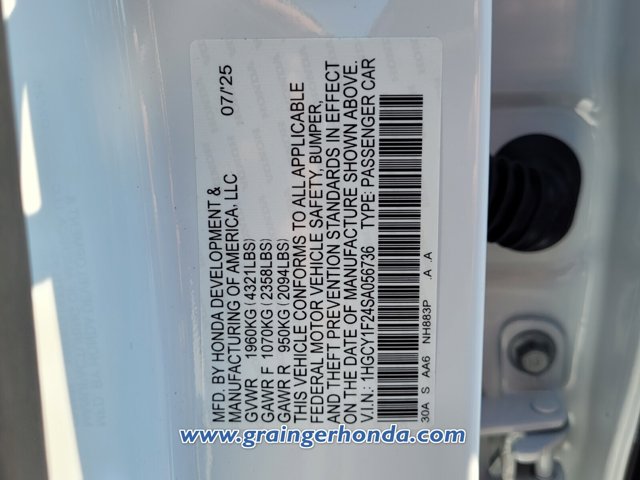 MFD. BY HONDA DEVELOPMENT & 07/'25
MANUFACTURING OF AMERICA, LLC
GVWR 1960KG(4321LBS)
GAWR F 1070KG(2358LBS)
GAWR R 950KG(2094LBS)
THIS VEHICLE CONFORMS TO ALL APPLICABLE
FEDERAL MOTOR VEHICLE SAFETY, BUMPER,
AND THEFT PREVENTION STANDARDS IN EFFECT
ON THE DATE OF MANUFACTURE SHOWN ABOVE.
V.I.N.: 1HGCY1F24SA056736 TYPE: PASSENGER CAR
30A S AA6 NH883P .A .A
www.graingerhonda.com